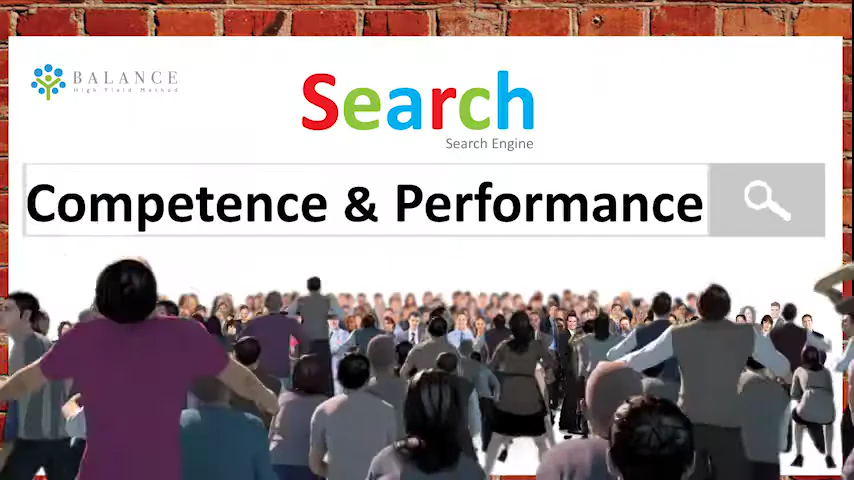 BALANCE
High Yield Method
Search
Search Engine
Competence & Performance